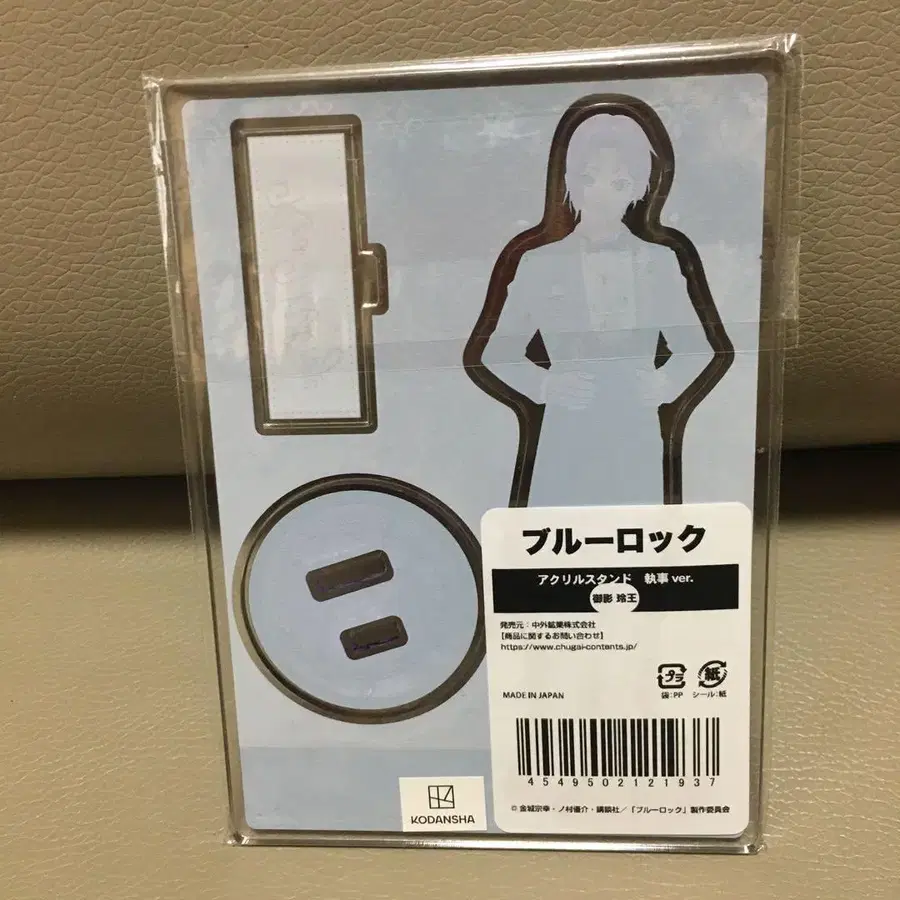 ブルーロック
アクリルスタンド 執事 ver.
御影 玲王
発売元:中外鉱業株式会社
【商品に関するお問い合わせ】
https://www.chugai-contents.jp/
プラ
紙
袋:PP
シール:紙
MADE IN JAPAN
4549502121937
© 金城宗幸・ノ村優介・講談社/「ブルーロック」製作委員会
KODANSHA